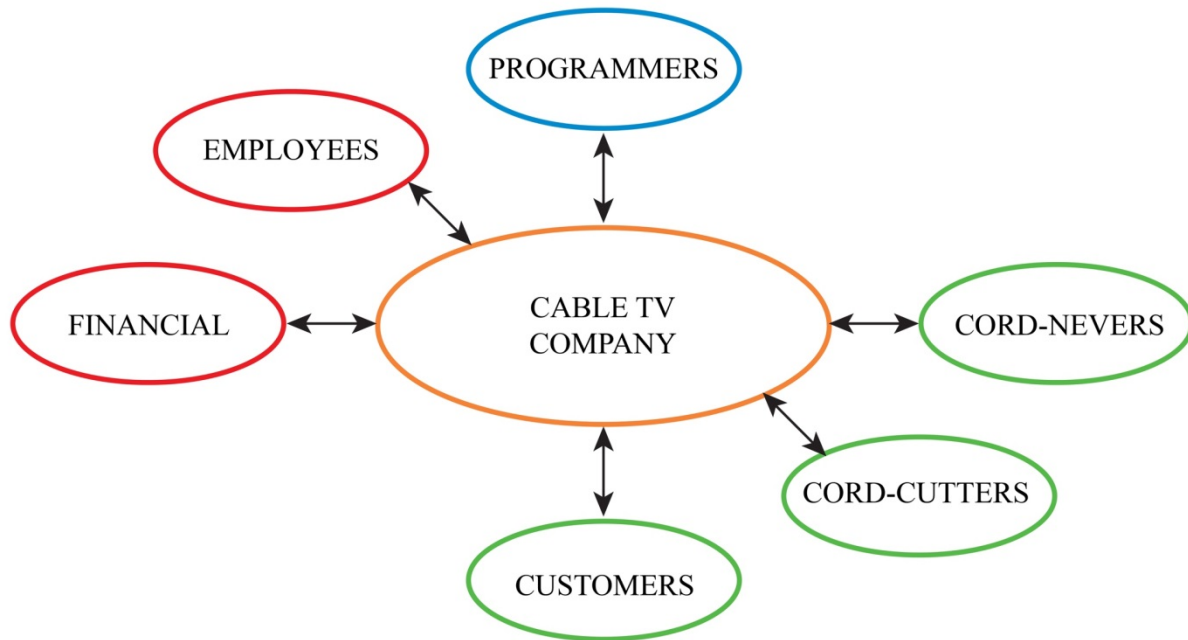 PROGRAMMERS
EMPLOYEES
FINANCIAL
CABLE TV
COMPANY
CORD-NEVERS
CORD-CUTTERS
CUSTOMERS